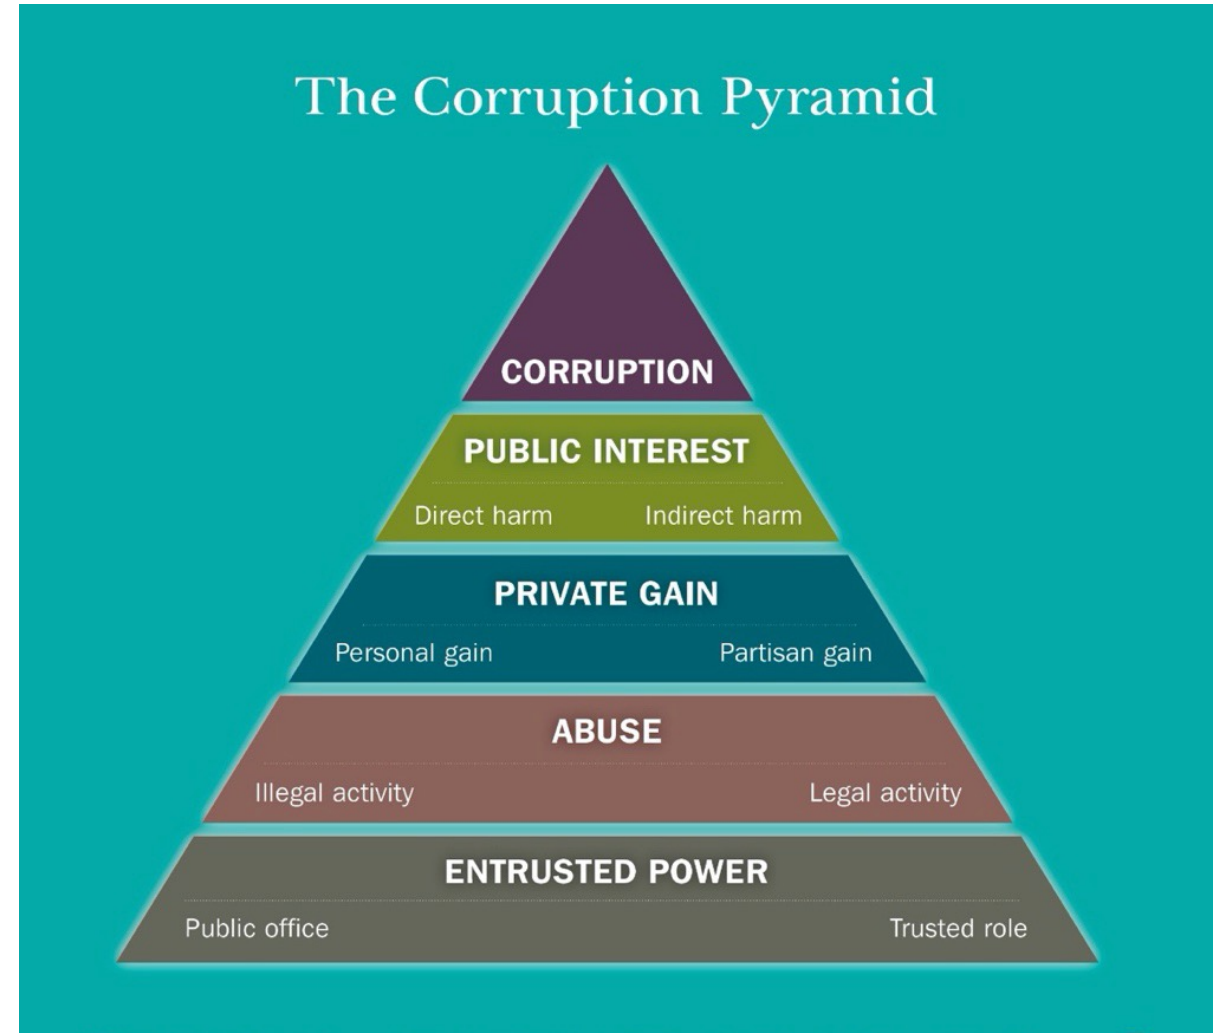 The Corruption Pyramid
CORRUPTION
PUBLIC INTEREST
Direct harm Indirect harm
PRIVATE GAIN
Personal gain Partisan gain
ABUSE
Illegal activity Legal activity
ENTRUSTED POWER
Public office Trusted role